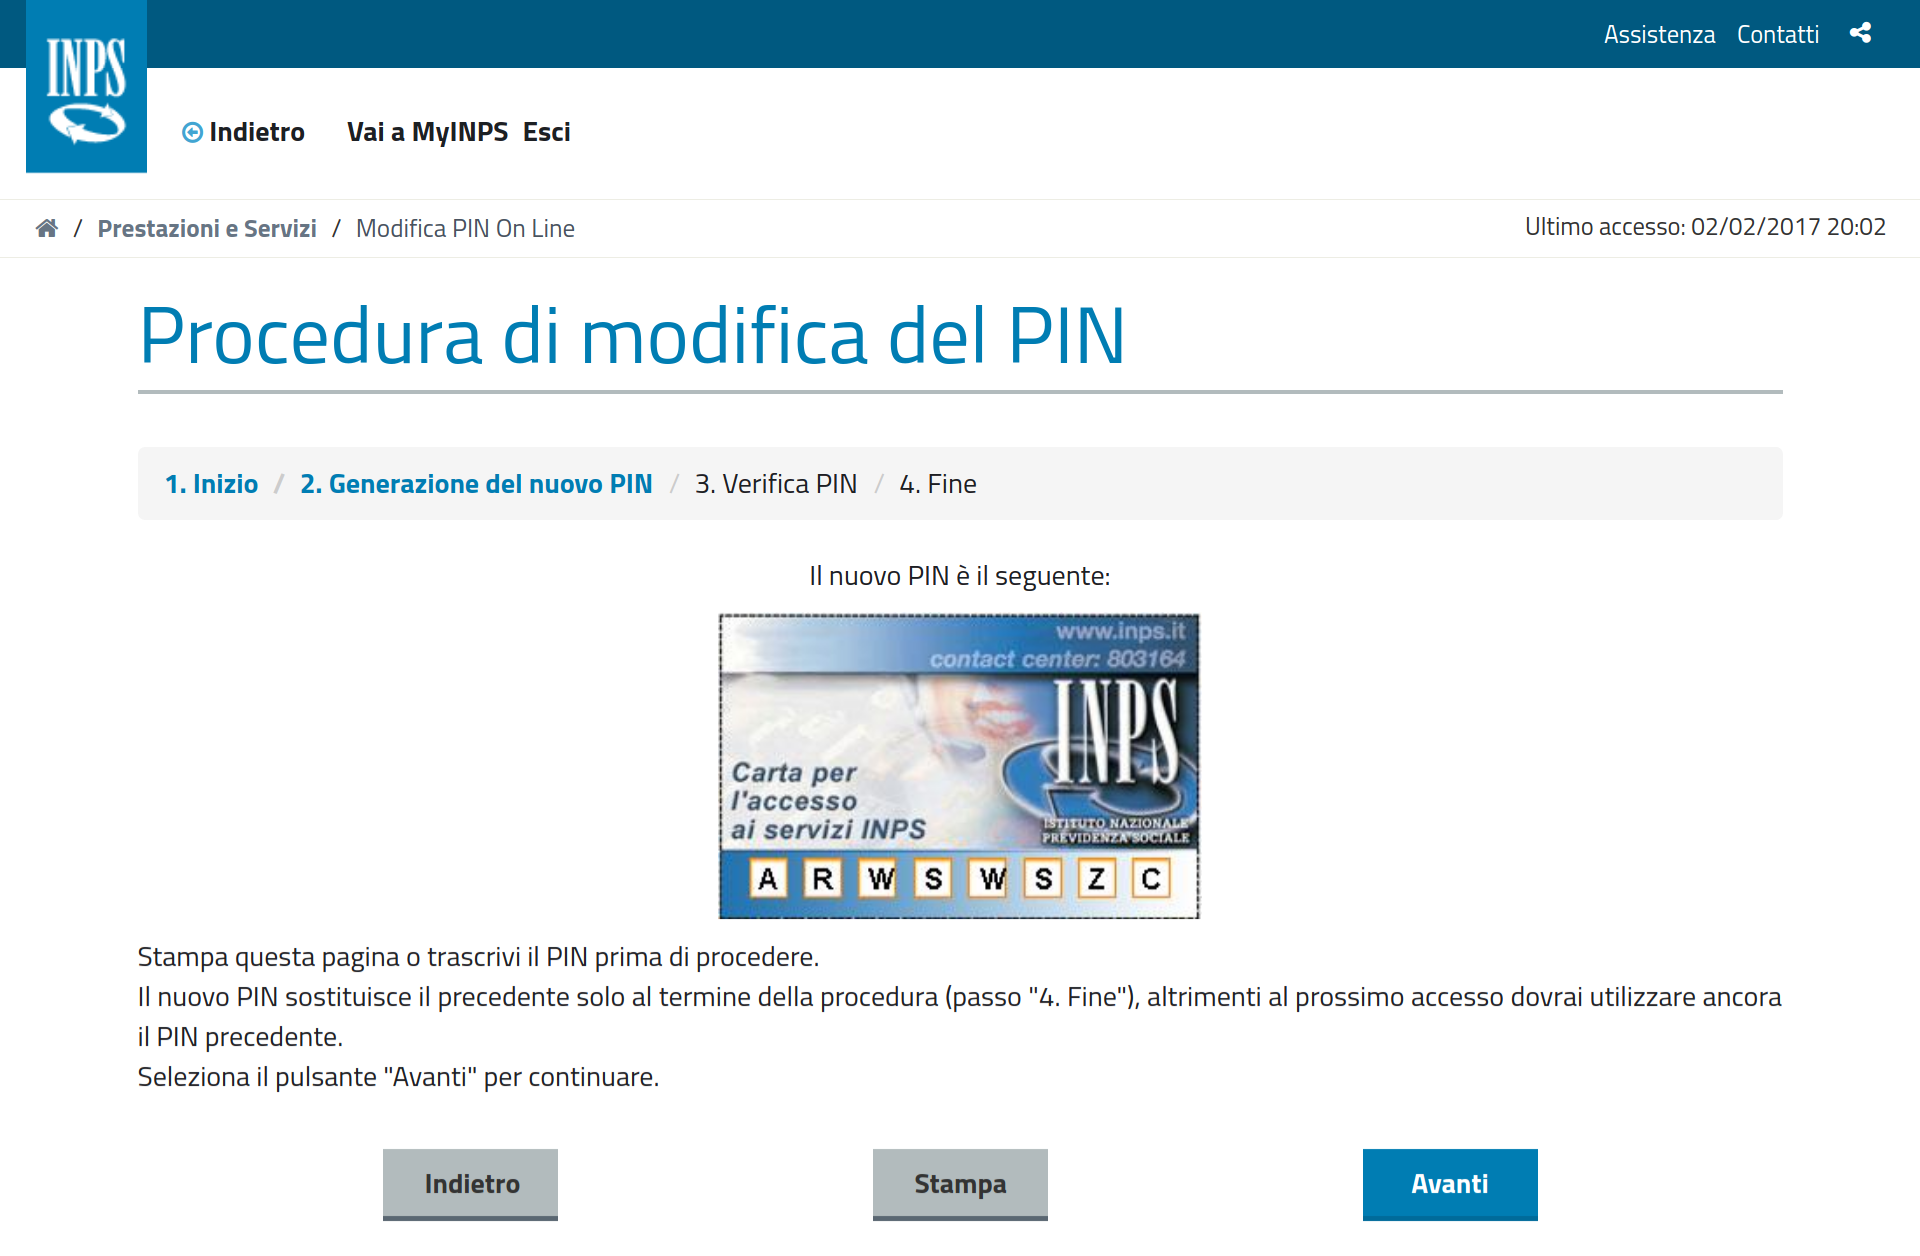 Assistenza Contatti
INPS
Indietro Vai a MyINPS Esci
/ Prestazioni e Servizi / Modifica PIN On Line
Ultimo accesso: 02/02/2017 20:02
Procedura di modifica del PIN
1. Inizio / 2. Generazione del nuovo PIN / 3. Verifica PIN / 4. Fine
Il nuovo PIN è il seguente:
www.inps.it
contact center: 803164
INPS
Carta per
l'accesso
ai servizi INPS
ISTITUTO NAZIONALE
PREVIDENZA SOCIALE
A R W S W S Z C
Stampa questa pagina o trascrivi il PIN prima di procedere.
Il nuovo PIN sostituisce il precedente solo al termine della procedura (passo "4. Fine"), altrimenti al prossimo accesso dovrai utilizzare ancora
il PIN precedente.
Seleziona il pulsante "Avanti" per continuare.
Indietro Stampa Avanti